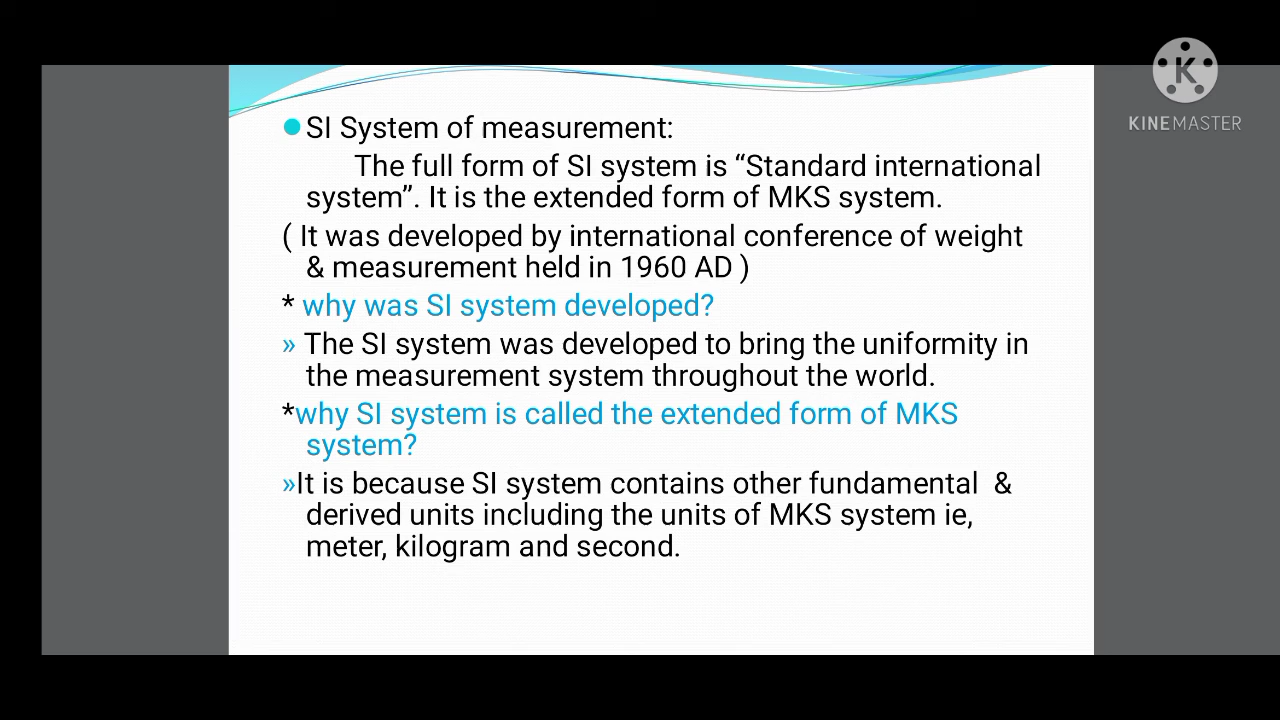 SI System of measurement:
The full form of SI system is “Standard international
system”. It is the extended form of MKS system.
( It was developed by international conference of weight
& measurement held in 1960 AD )
* why was SI system developed?
» The SI system was developed to bring the uniformity in
the measurement system throughout the world.
*why SI system is called the extended form of MKS
system?
»It is because SI system contains other fundamental  &
derived units including the units of MKS system ie,
meter, kilogram and second.
K
KINEMASTER